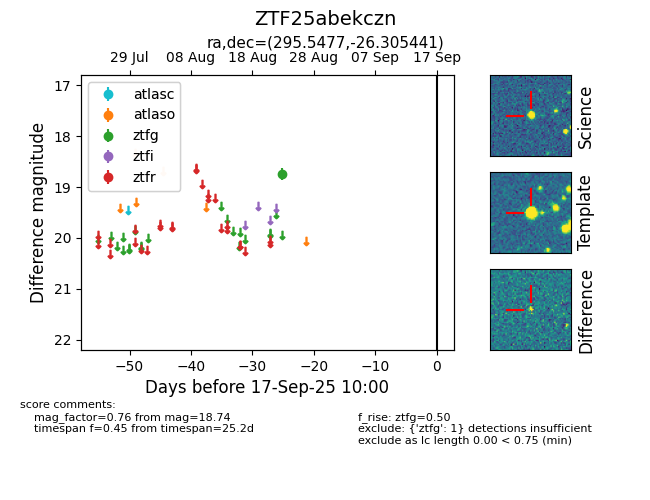 ZTF25abekczn
ra,dec=(295.5477,-26.305441)
29 Jul 08 Aug 18 Aug 28 Aug 07 Sep 17 Sep
17
18
19
20
21
22
Difference magnitude
atlasc
atlaso
ztfg
ztfi
ztfr
−50 −40 −30 −20 −10 0
Days before 17-Sep-25 10:00
Science
Template
Difference
score comments:
mag_factor=0.76 from mag=18.74
timespan f=0.45 from timespan=25.2d
f_rise: ztfg=0.50
exclude: {'ztfg': 1} detections insufficient
exclude as lc length 0.00 < 0.75 (min)